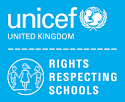 unicef
UNITED KINGDOM
RIGHTS
RESPECTING
SCHOOLS